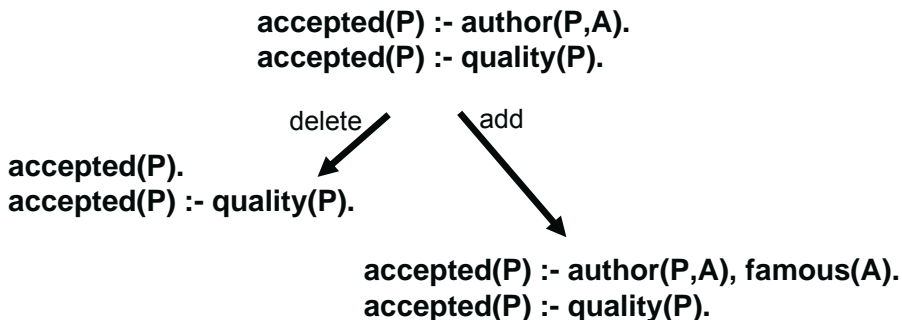 accepted(P) :- author(P,A).
accepted(P) :- quality(P).
delete
add
accepted(P).
accepted(P) :- quality(P).
accepted(P) :- author(P,A), famous(A).
accepted(P) :- quality(P).